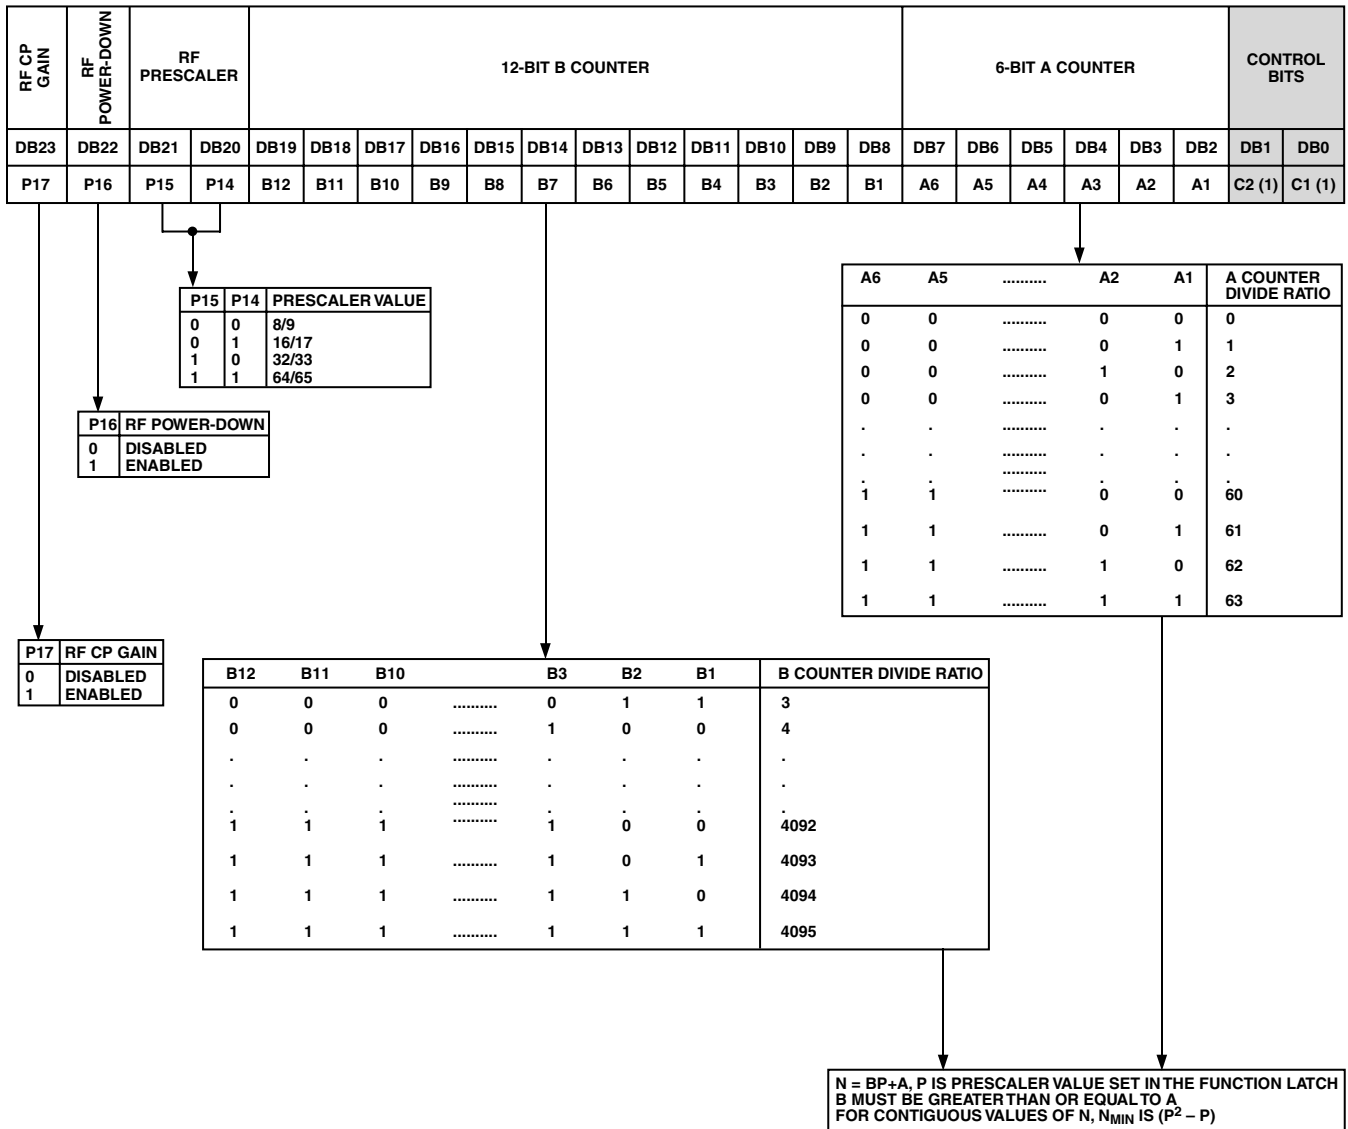 RF CP GAIN
RF POWER-DOWN
RF PRESCALER
12-BIT B COUNTER
6-BIT A COUNTER
CONTROL BITS
DB23 DB22 DB21 DB20 DB19 DB18 DB17 DB16 DB15 DB14 DB13 DB12 DB11 DB10 DB9 DB8 DB7 DB6 DB5 DB4 DB3 DB2 DB1 DB0
P17 P16 P15 P14 B12 B11 B10 B9 B8 B7 B6 B5 B4 B3 B2 B1 A6 A5 A4 A3 A2 A1 C2 (1) C1 (1)
P15 P14 PRESCALER VALUE
0 0 8/9
0 1 16/17
1 0 32/33
1 1 64/65
P16 RF POWER-DOWN
0 DISABLED
1 ENABLED
P17 RF CP GAIN
0 DISABLED
1 ENABLED
A6 A5 .......... A2 A1 A COUNTER DIVIDE RATIO
0 0 .......... 0 0 0
0 0 .......... 0 1 1
0 0 .......... 1 0 2
0 0 .......... 0 1 3
. . .......... . . .
. . .......... . . .
..........
. . . . .
1 1 .......... 0 0 60
1 1 .......... 0 1 61
1 1 .......... 1 0 62
1 1 .......... 1 1 63
B12 B11 B10 B3 B2 B1 B COUNTER DIVIDE RATIO
0 0 0 .......... 0 1 1 3
0 0 0 .......... 1 0 0 4
. . . .......... . . . .
. . . .......... . . . .
..........
. . . . . . .
1 1 1 .......... 1 0 0 4092
1 1 1 .......... 1 0 1 4093
1 1 1 .......... 1 1 0 4094
1 1 1 .......... 1 1 1 4095
N = BP+A, P IS PRESCALER VALUE SET IN THE FUNCTION LATCH
B MUST BE GREATER THAN OR EQUAL TO A
FOR CONTIGUOUS VALUES OF N, N_MIN IS (P² – P)